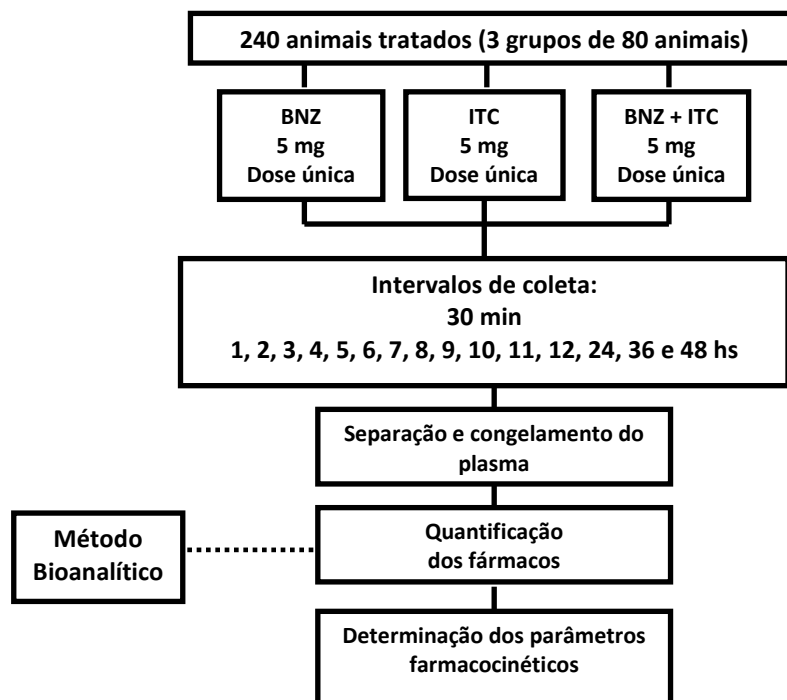 240 animais tratados (3 grupos de 80 animais)
BNZ
5 mg
Dose única
ITC
5 mg
Dose única
BNZ + ITC
5 mg
Dose única
Intervalos de coleta:
30 min
1, 2, 3, 4, 5, 6, 7, 8, 9, 10, 11, 12, 24, 36 e 48 hs
Separação e congelamento do
plasma
Método
Bioanalítico
Quantificação
dos fármacos
Determinação dos parâmetros
farmacocinéticos